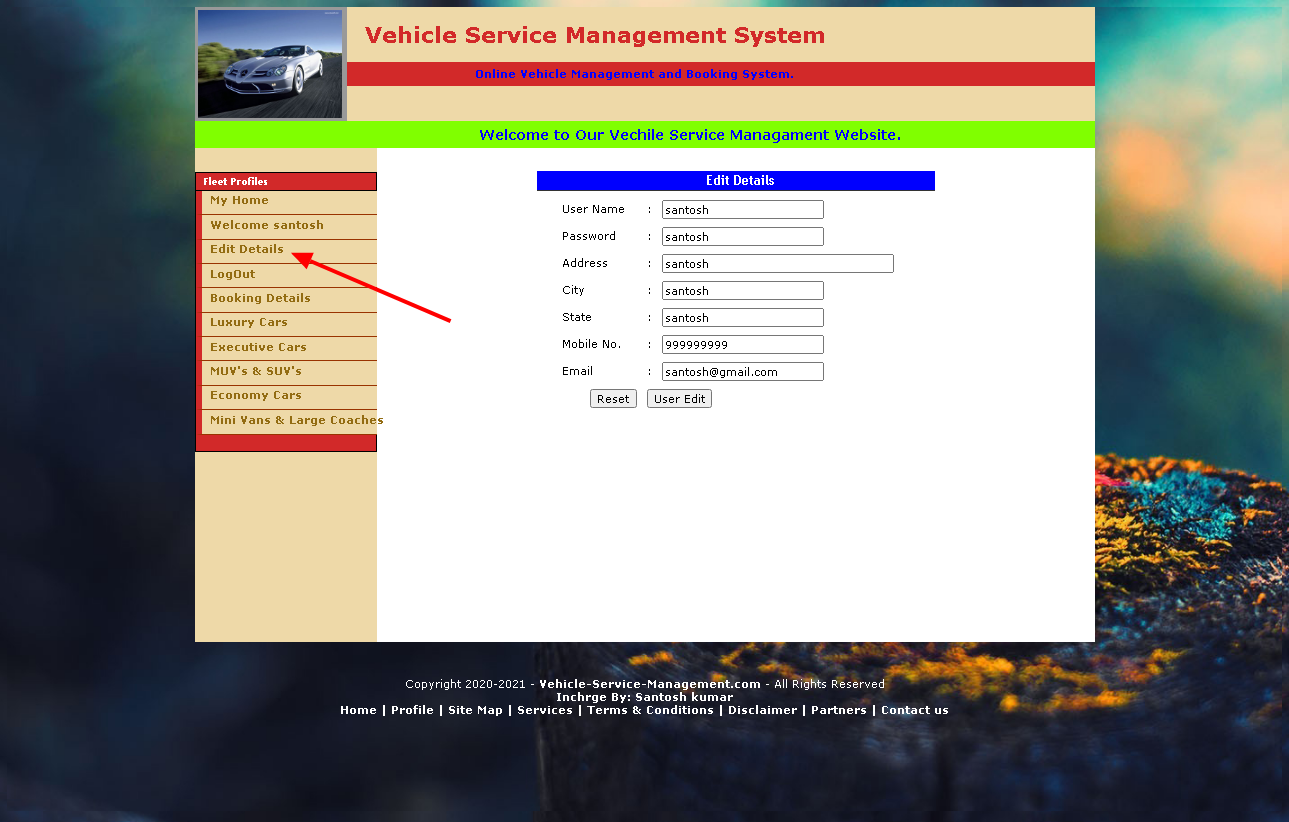 Vehicle Service Management System
Online Vehicle Management and Booking System.
Welcome to Our Vechile Service Managament Website.
Fleet Profiles
My Home
Welcome santosh
Edit Details
LogOut
Booking Details
Luxury Cars
Executive Cars
MUV's & SUV's
Economy Cars
Mini Vans & Large Coaches
Edit Details
User Name : santosh
Password : santosh
Address : santosh
City : santosh
State : santosh
Mobile No. : 999999999
Email : santosh@gmail.com
Reset User Edit
Copyright 2020-2021 - Vehicle-Service-Management.com - All Rights Reserved
Inchrge By: Santosh kumar
Home | Profile | Site Map | Services | Terms & Conditions | Disclaimer | Partners | Contact us